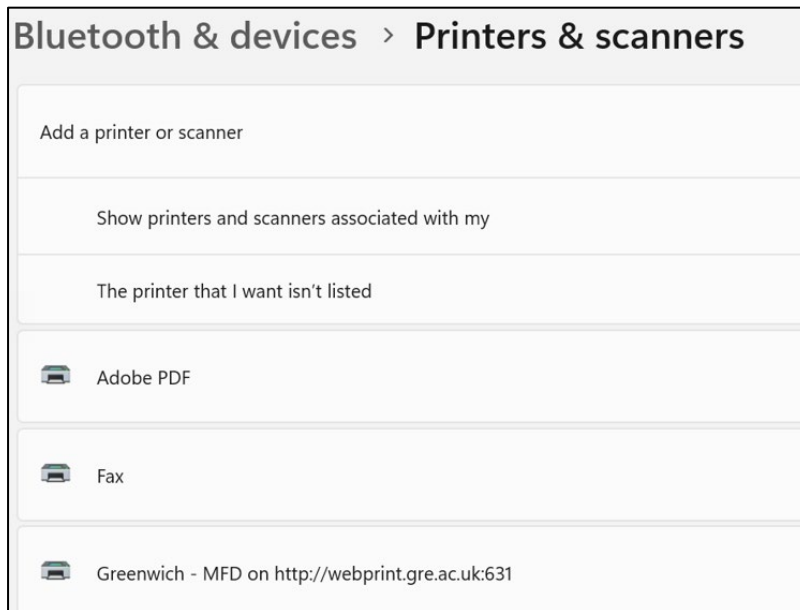 Bluetooth & devices > Printers & scanners
Add a printer or scanner
Show printers and scanners associated with my
The printer that I want isn’t listed
Adobe PDF
Fax
Greenwich - MFD on http://webprint.gre.ac.uk:631